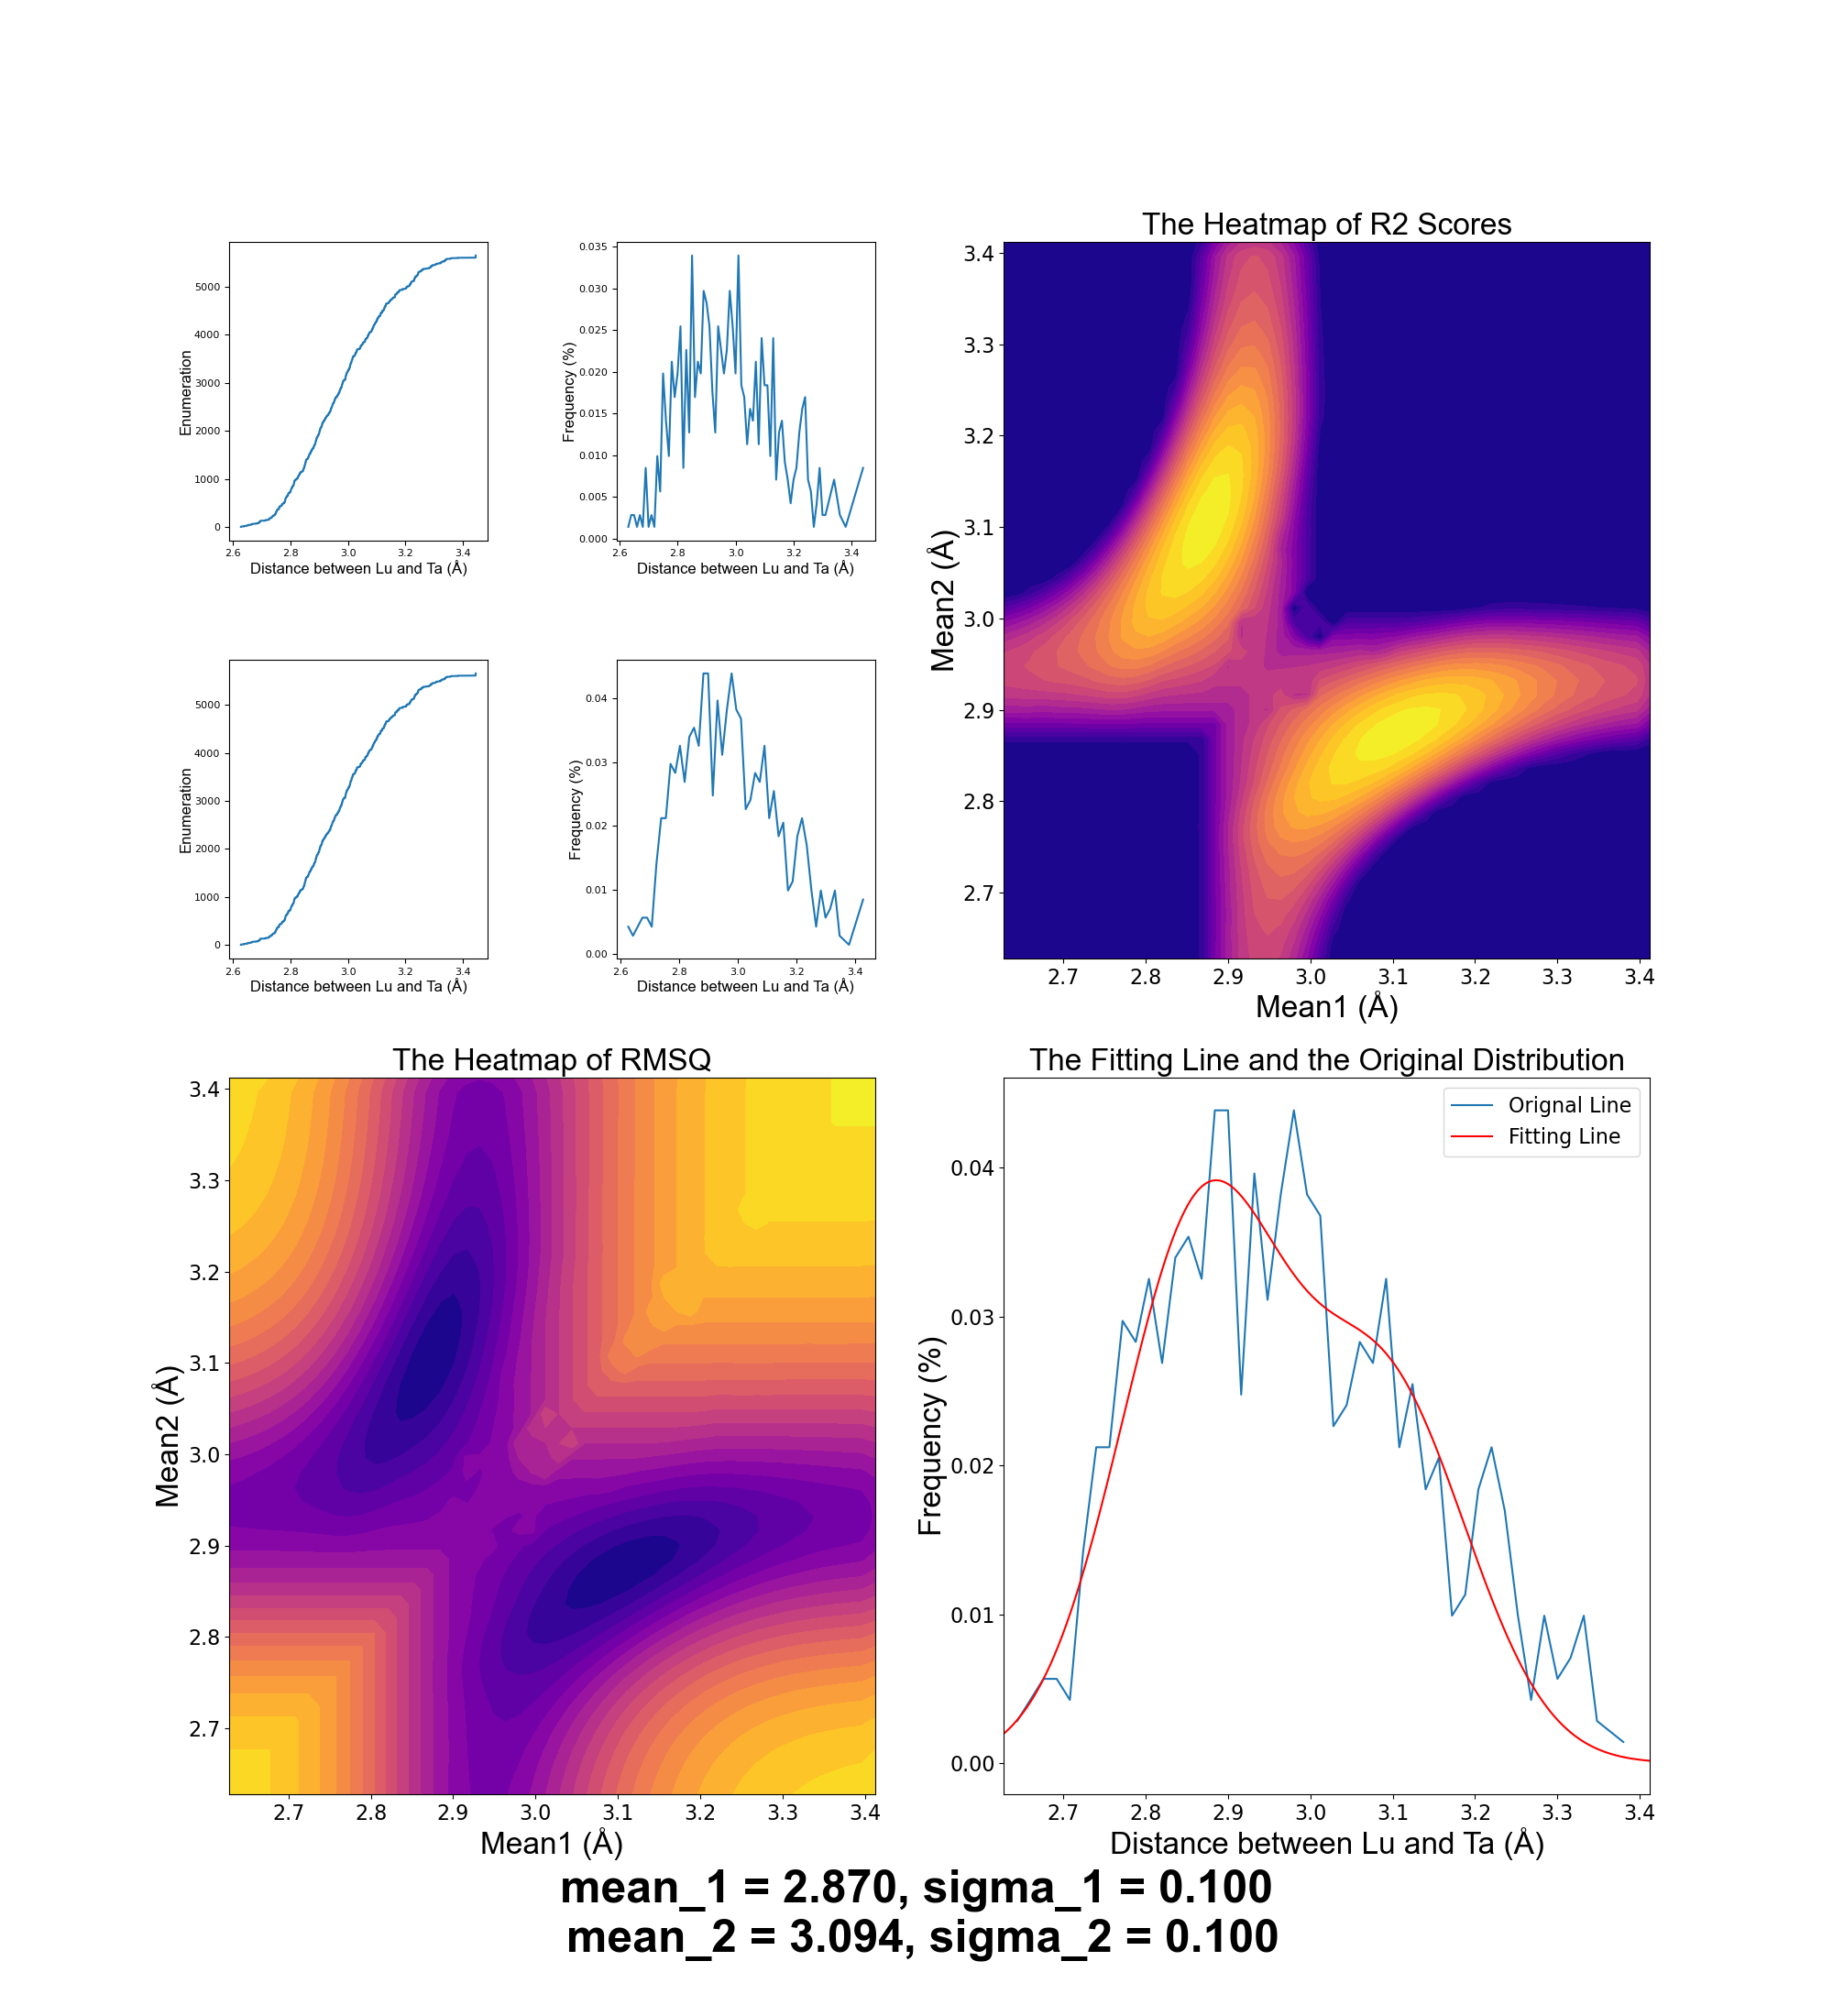 5000
4000
3000
2000
1000
0
Enumeration
2.6 2.8 3.0 3.2 3.4
Distance between Lu and Ta (Å)
0.035
0.030
0.025
0.020
0.015
0.010
0.005
0.000
Frequency (%)
2.6 2.8 3.0 3.2 3.4
Distance between Lu and Ta (Å)
The Heatmap of R2 Scores
3.4
3.3
3.2
3.1
3.0
2.9
2.8
2.7
Mean2 (Å)
2.7 2.8 2.9 3.0 3.1 3.2 3.3 3.4
Mean1 (Å)
5000
4000
3000
2000
1000
0
Enumeration
2.6 2.8 3.0 3.2 3.4
Distance between Lu and Ta (Å)
0.04
0.03
0.02
0.01
0.00
Frequency (%)
2.6 2.8 3.0 3.2 3.4
Distance between Lu and Ta (Å)
The Heatmap of RMSQ
3.4
3.3
3.2
3.1
3.0
2.9
2.8
2.7
Mean2 (Å)
2.7 2.8 2.9 3.0 3.1 3.2 3.3 3.4
Mean1 (Å)
The Fitting Line and the Original Distribution
Orignal Line
Fitting Line
0.04
0.03
0.02
0.01
0.00
Frequency (%)
2.7 2.8 2.9 3.0 3.1 3.2 3.3 3.4
Distance between Lu and Ta (Å)
mean_1 = 2.870, sigma_1 = 0.100
mean_2 = 3.094, sigma_2 = 0.100